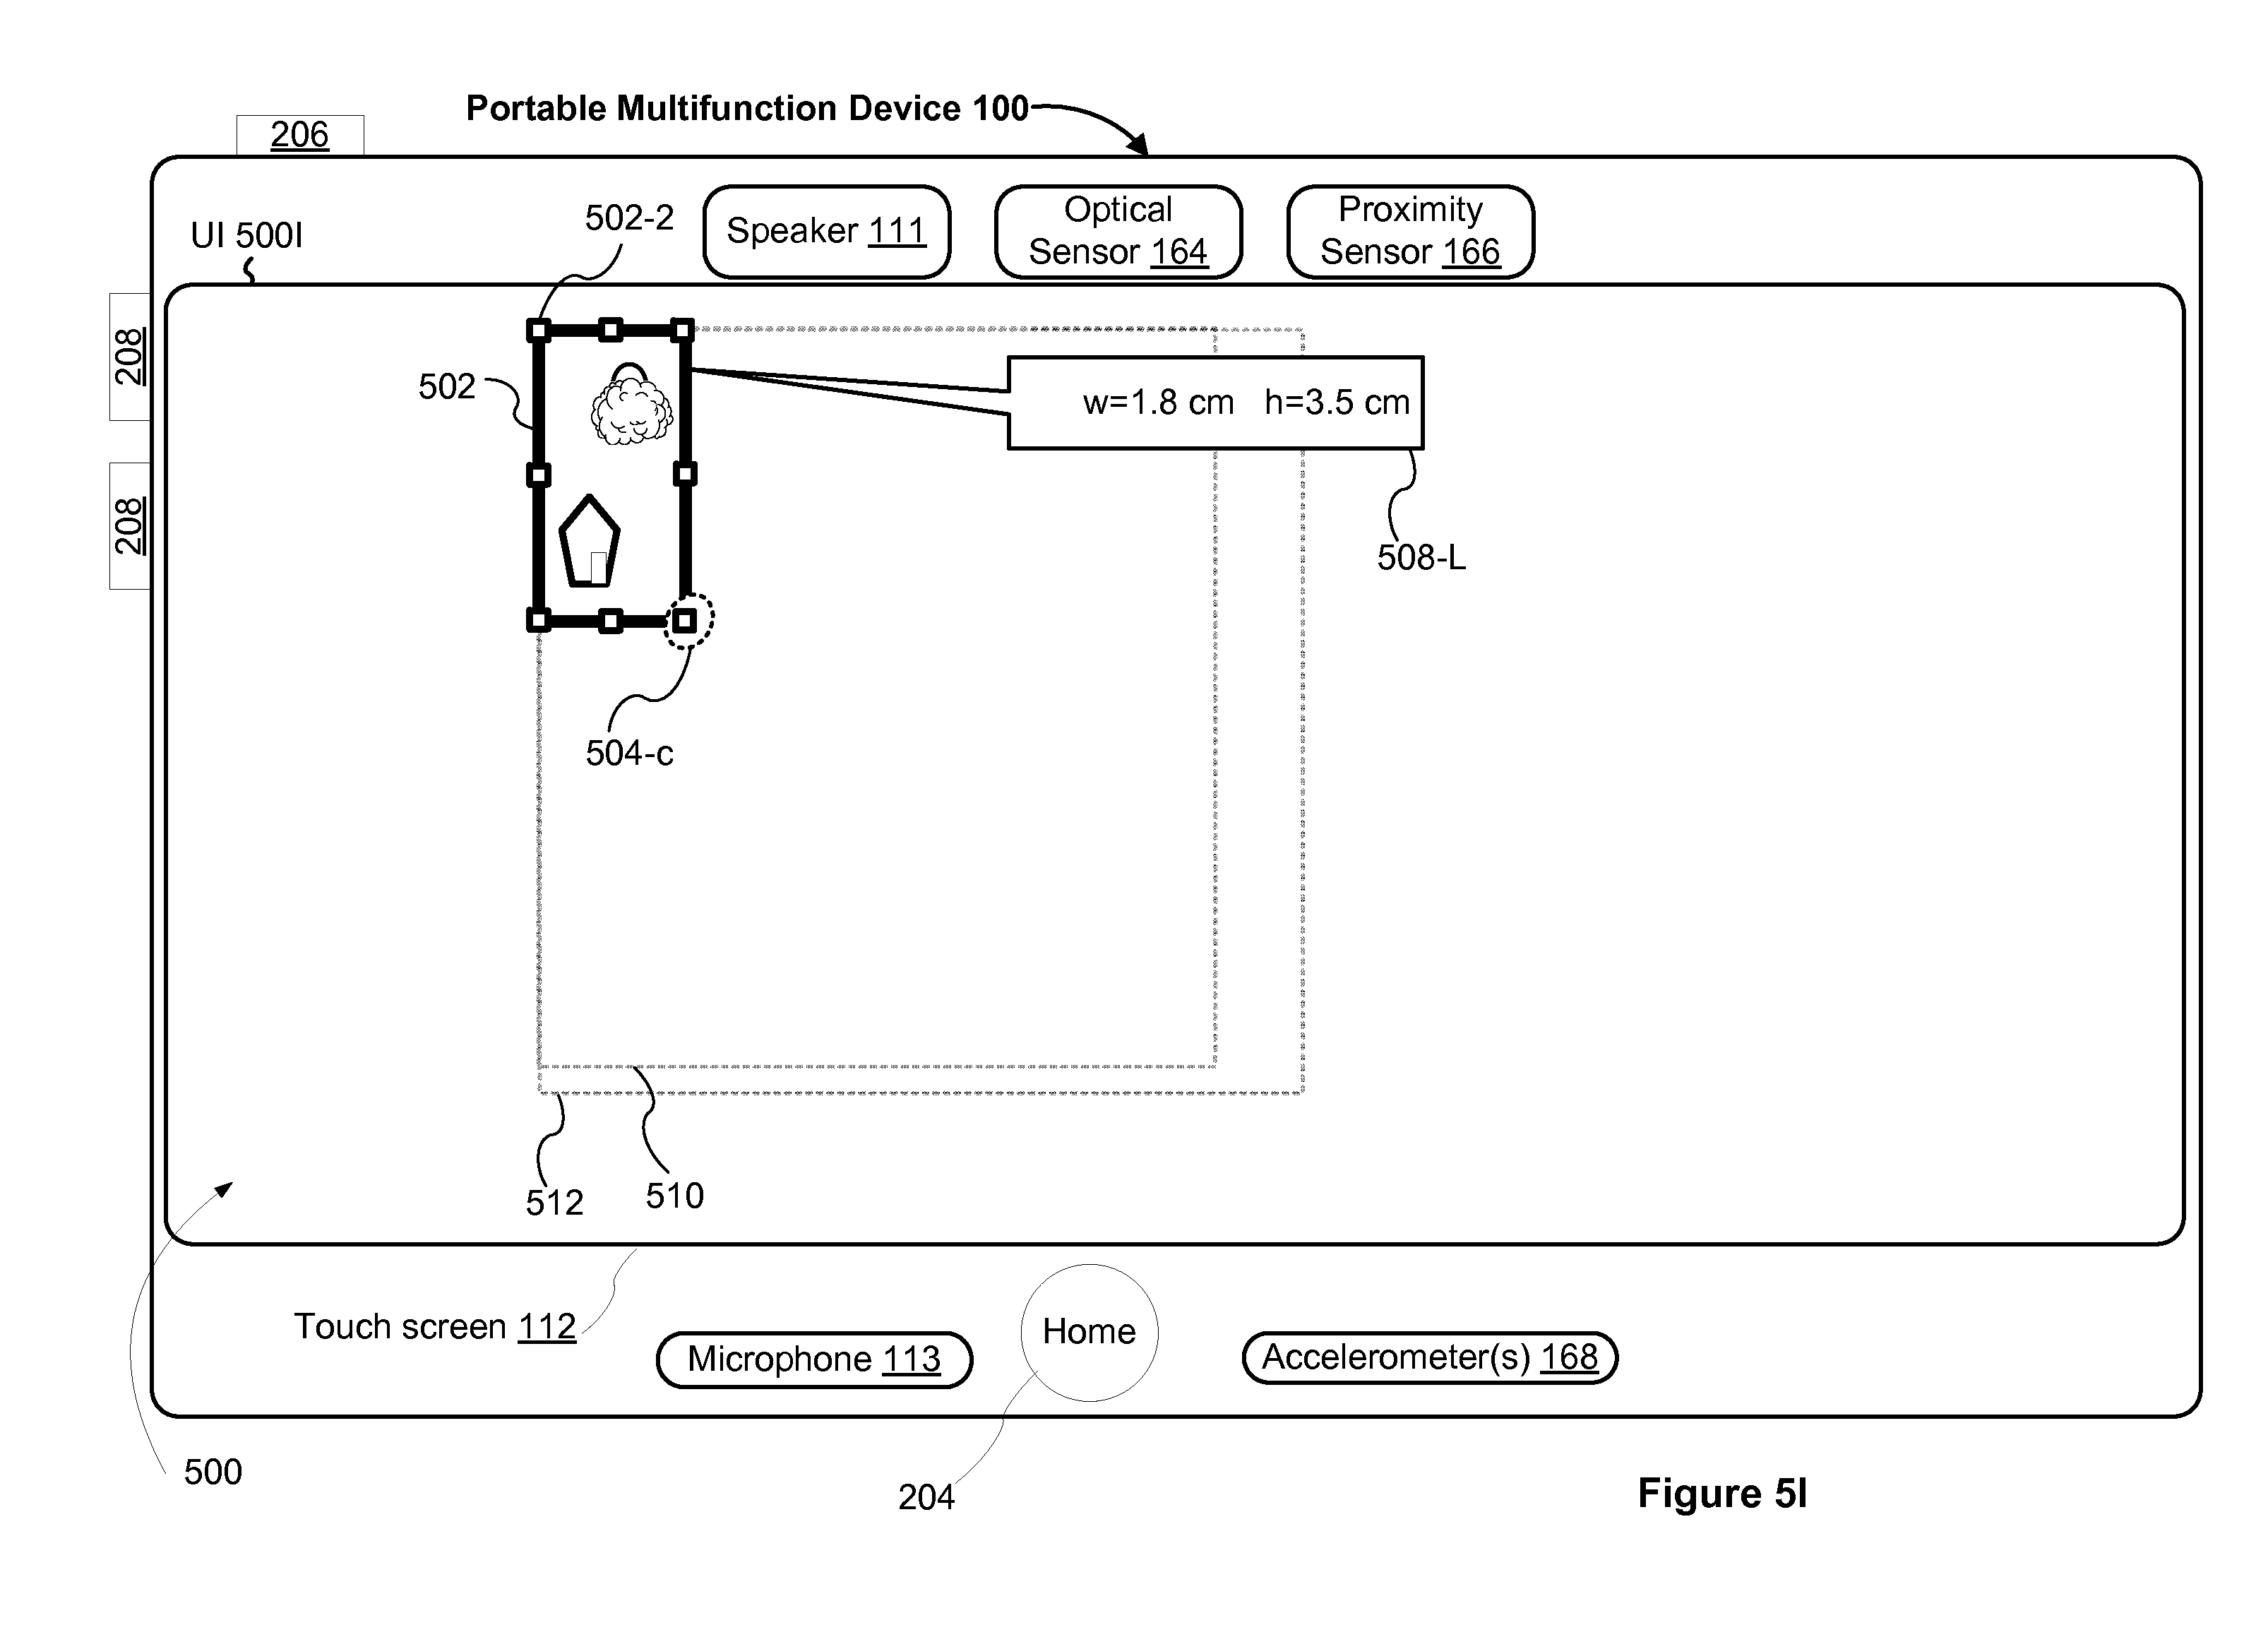 Portable Multifunction Device 100
206
502-2
Speaker 111
Optical
Sensor 164
Proximity
Sensor 166
UI 500I
208
502
w=1.8 cm h=3.5 cm
208
508-L
504-c
512
510
Touch screen 112
Home
Microphone 113
Accelerometer(s) 168
500
204
Figure 5I